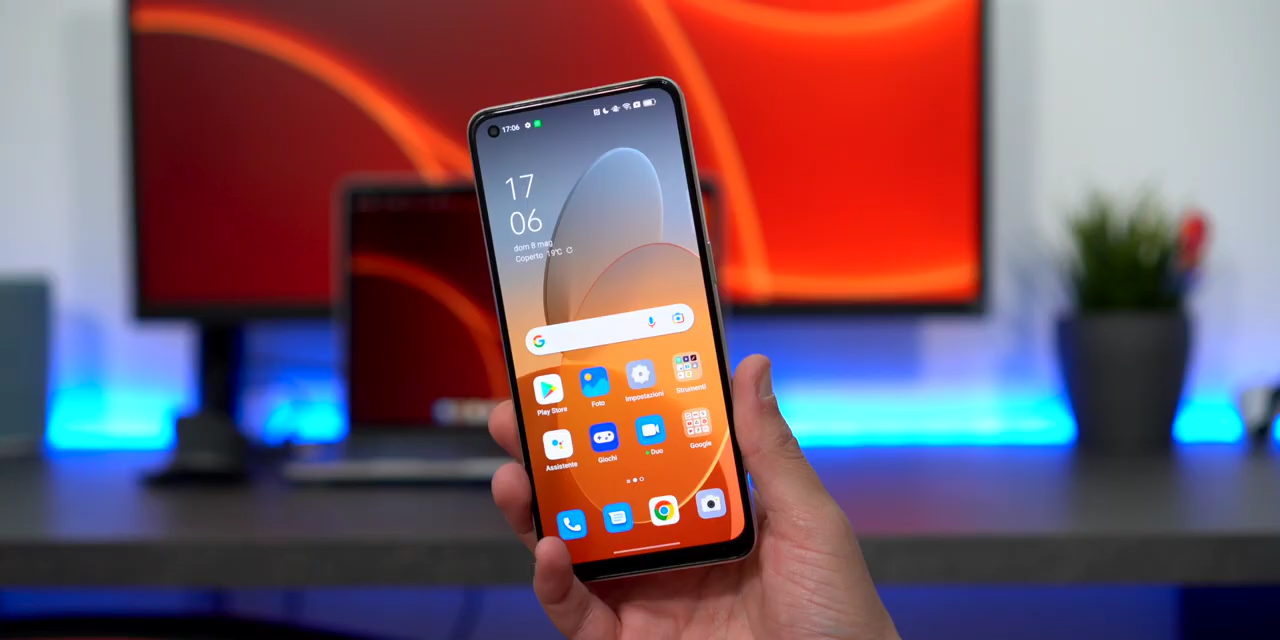 17:06
17
06
dom 8 mag
Coperto 19°C
Play Store
Foto
Impostazioni
Strumenti
Assistente
Giochi
Duo
Google